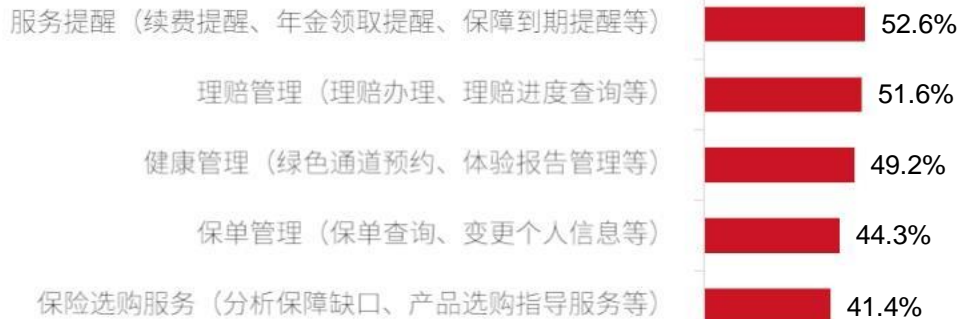 服务提醒（续费提醒、年金领取提醒、保障到期提醒等） 52.6%
理赔管理（理赔办理、理赔进度查询等） 51.6%
健康管理（绿色通道预约、体验报告管理等） 49.2%
保单管理（保单查询、变更个人信息等） 44.3%
保险选购服务（分析保障缺口、产品选购指导服务等） 41.4%